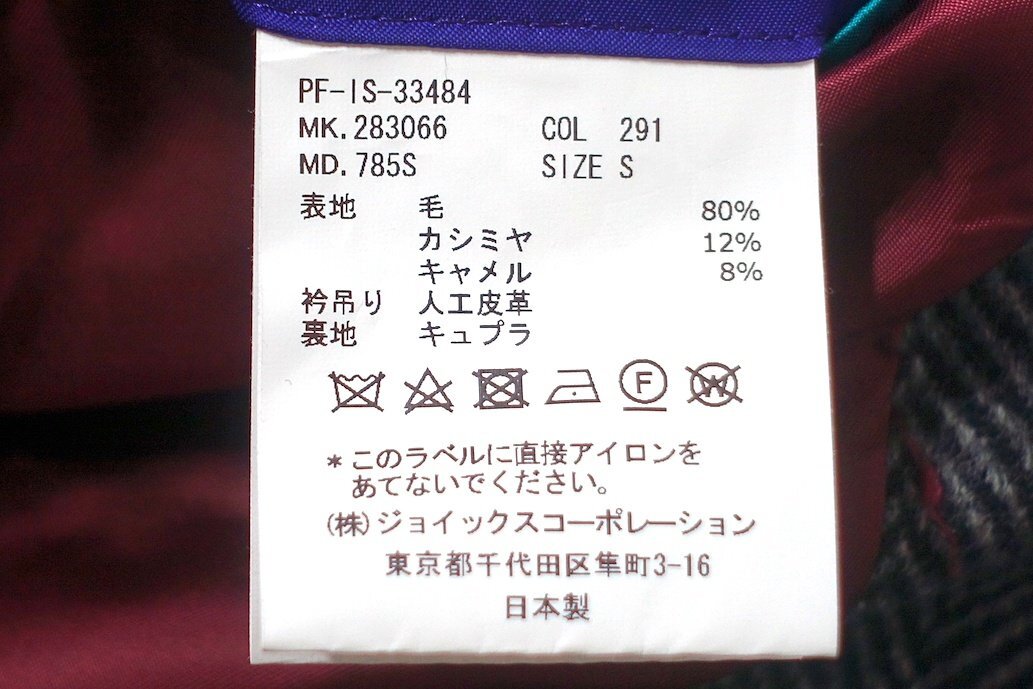 PF-IS-33484
MK.283066 COL 291
MD.785S SIZE S
表地 毛 80%
カシミヤ 12%
キャメル 8%
衿吊り 人工皮革
裏地 キュプラ
F W
*このラベルに直接アイロンを
あてないでください。
(株)ジョイックスコーポレーション
東京都千代田区隼町3-16
日本製